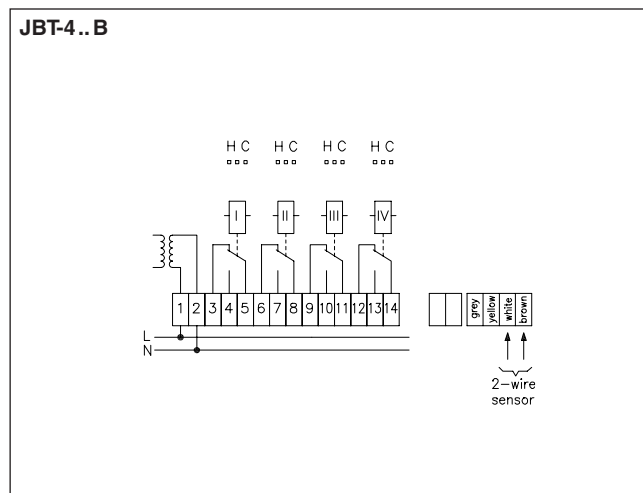 JBT-4..B
H C H C H C H C
I II III IV
1 2 3 4 5 6 7 8 9 10 11 12 13 14
grey yellow white brown
L
N
2-wire
sensor